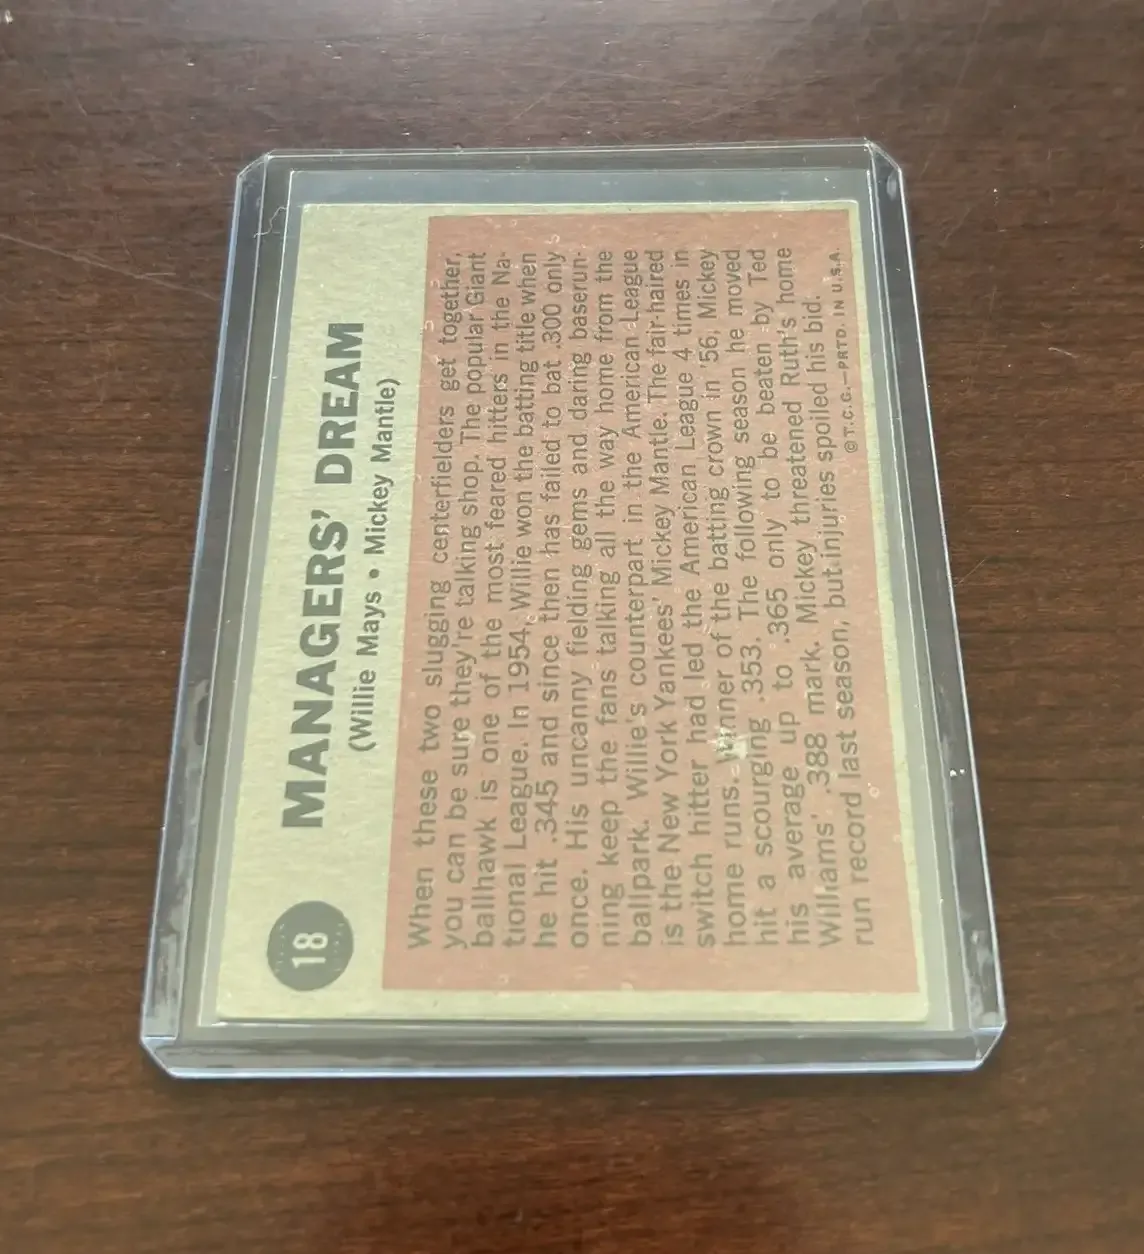 18
MANAGERS' DREAM
(Willie Mays • Mickey Mantle)
When these two slugging centerfielders get together,
you can be sure they're talking shop. The popular Giant
ballhawk is one of the most feared hitters in the Na-
tional League. In 1954, Willie won the batting title when
he hit .345 and since then has failed to bat .300 only
once. His uncanny fielding gems and daring baserun-
ning keep the fans talking all the way home from the
ballpark. Willie's counterpart in the American League
is the New York Yankees' Mickey Mantle. The fair-haired
switch hitter had led the American League 4 times in
home runs. Winner of the batting crown in '56, Mickey
hit a scourging .353. The following season he moved
his average up to .365 only to be beaten by Ted
Williams' .388 mark. Mickey threatened Ruth's home
run record last season, but injuries spoiled his bid.
©T.C.C.—PRTD. IN U.S.A.